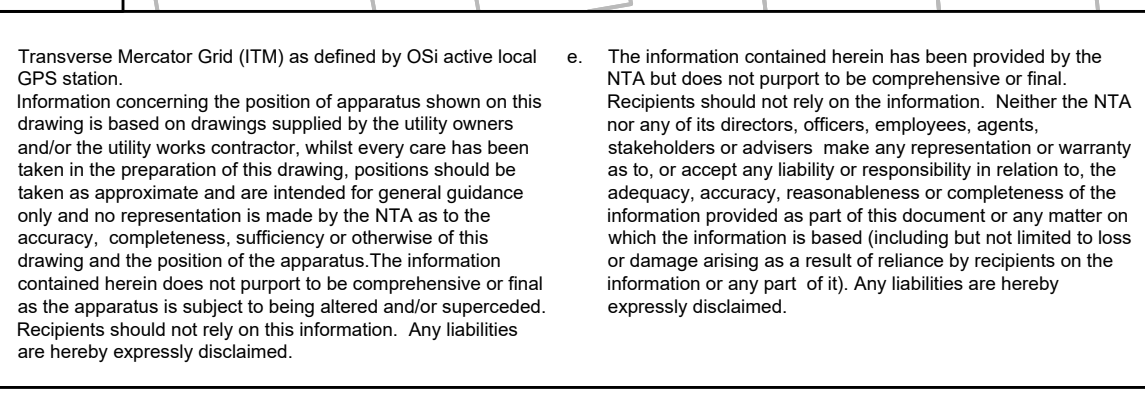 Transverse Mercator Grid (ITM) as defined by OSi active local
GPS station.
Information concerning the position of apparatus shown on this
drawing is based on drawings supplied by the utility owners
and/or the utility works contractor, whilst every care has been
taken in the preparation of this drawing, positions should be
taken as approximate and are intended for general guidance
only and no representation is made by the NTA as to the
accuracy,  completeness, sufficiency or otherwise of this
drawing and the position of the apparatus.The information
contained herein does not purport to be comprehensive or final
as the apparatus is subject to being altered and/or superceded.
Recipients should not rely on this information.  Any liabilities
are hereby expressly disclaimed.
e. The information contained herein has been provided by the
NTA but does not purport to be comprehensive or final.
Recipients should not rely on the information.  Neither the NTA
nor any of its directors, officers, employees, agents,
stakeholders or advisers  make any representation or warranty
as to, or accept any liability or responsibility in relation to, the
adequacy, accuracy, reasonableness or completeness of the
information provided as part of this document or any matter on
which the information is based (including but not limited to loss
or damage arising as a result of reliance by recipients on the
information or any part  of it). Any liabilities are hereby
expressly disclaimed.